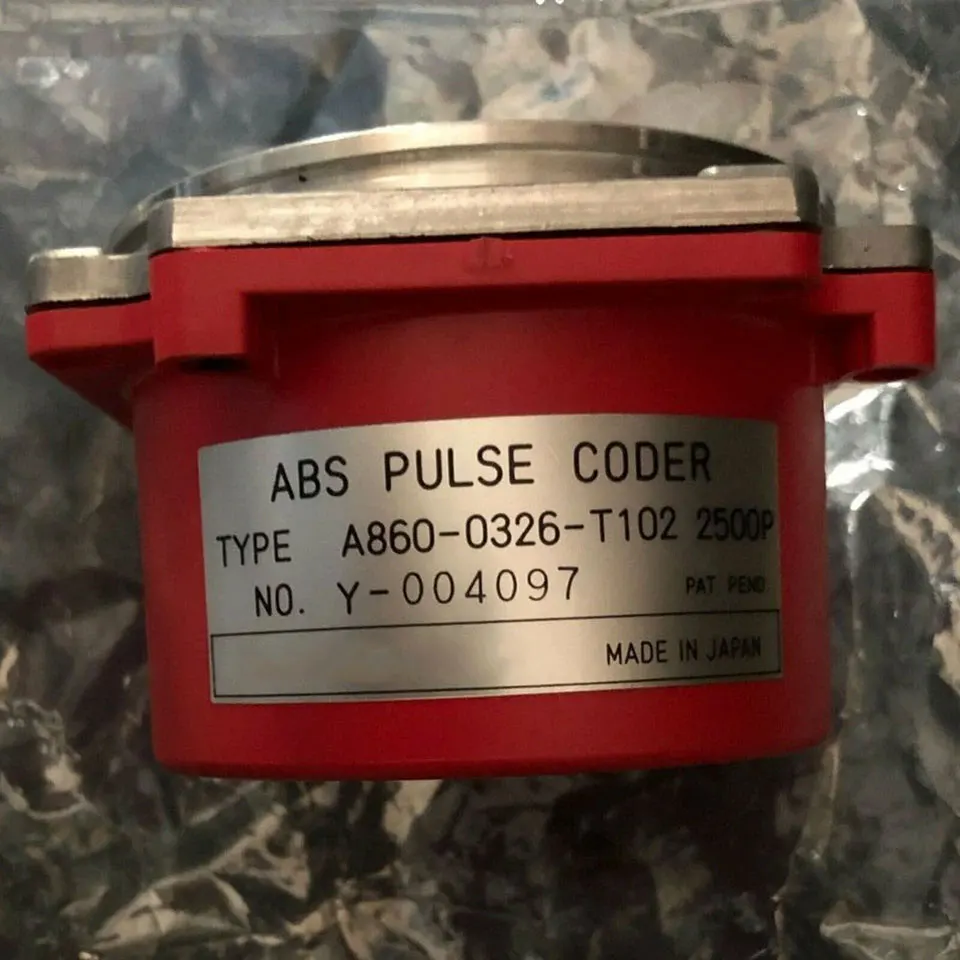 ABS PULSE CODER
TYPE A860-0326-T102 2500P
NO. Y-004097 PAT PEND.
MADE IN JAPAN